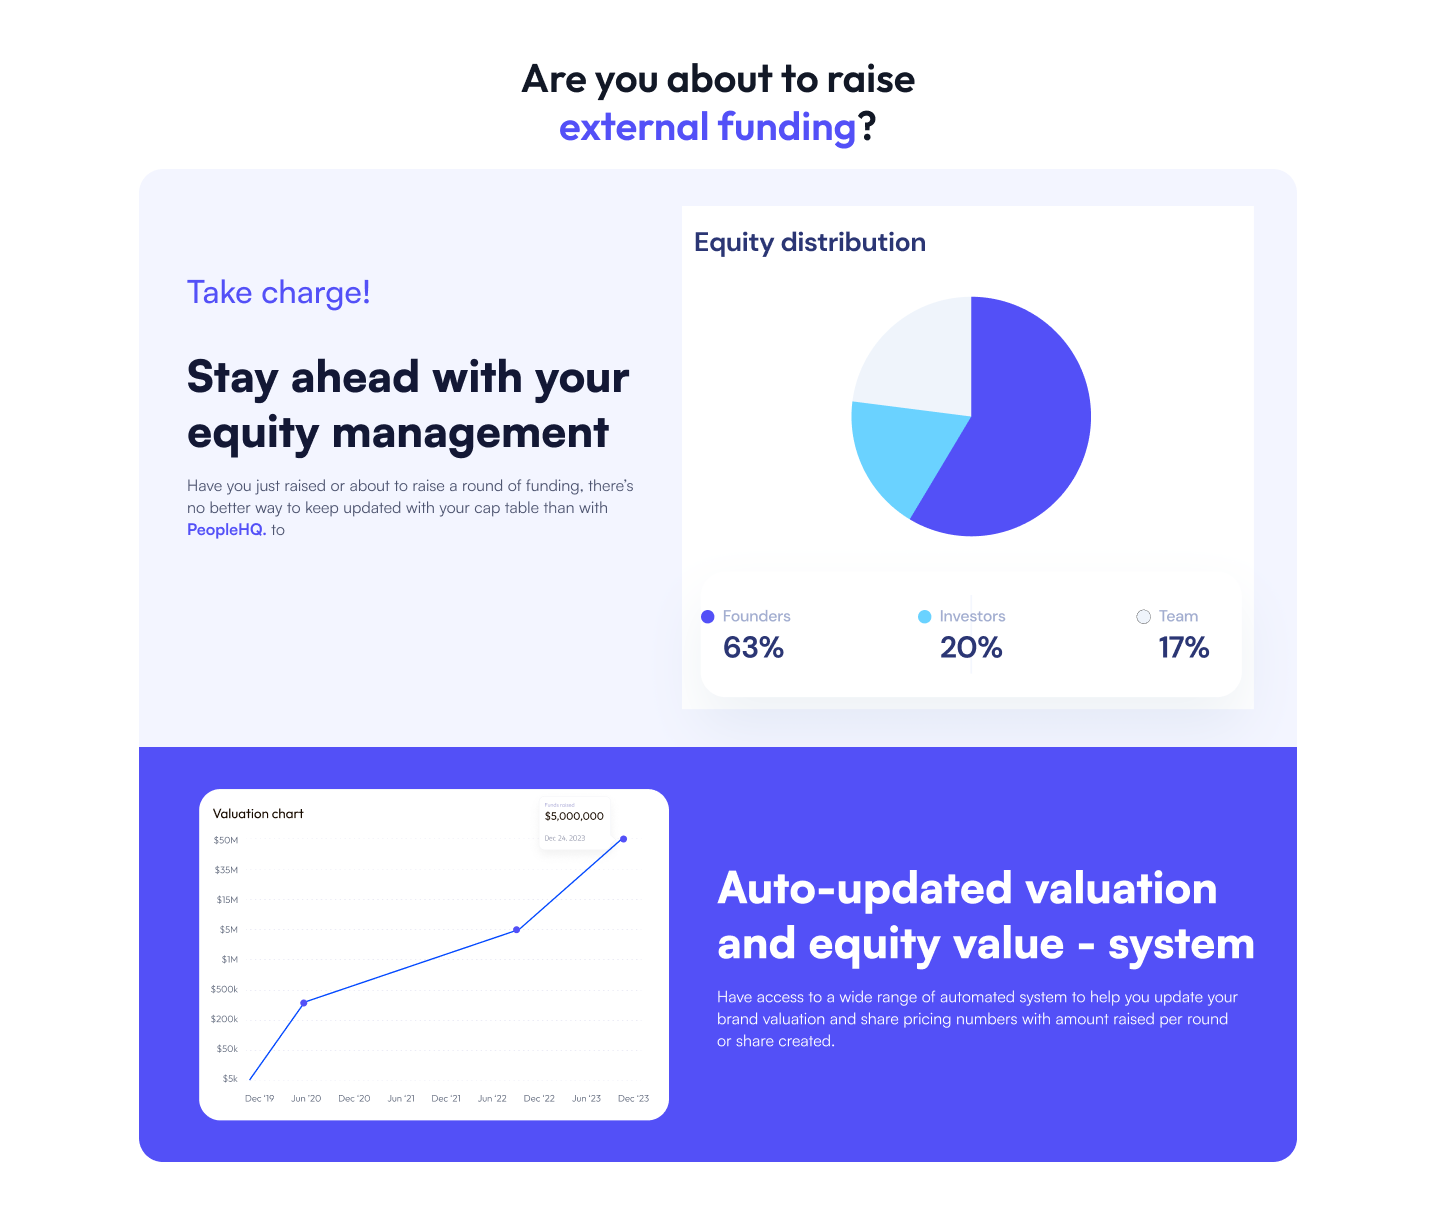 Are you about to raise
external funding?
Take charge!
Stay ahead with your
equity management
Have you just raised or about to raise a round of funding, there's
no better way to keep updated with your cap table than with
PeopleHQ. to
Equity distribution
Founders
63%
Investors
20%
Team
17%
Valuation chart
Funds raised
$5,000,000
Dec 24, 2023
$50M
$35M
$15M
$5M
$1M
$500k
$200k
$50k
$5k
Dec '19 Jun '20 Dec '20 Jun '21 Dec '21 Jun '22 Dec '22 Jun '23 Dec '23
Auto-updated valuation
and equity value - system
Have access to a wide range of automated system to help you update your
brand valuation and share pricing numbers with amount raised per round
or share created.